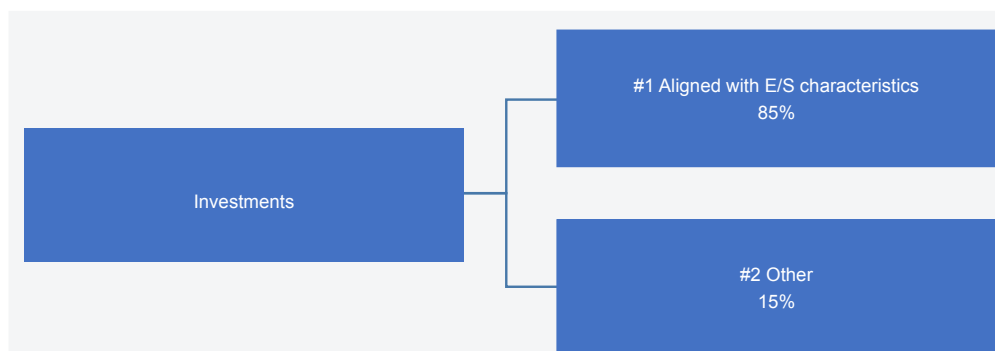 Investments
#1 Aligned with E/S characteristics
85%
#2 Other
15%